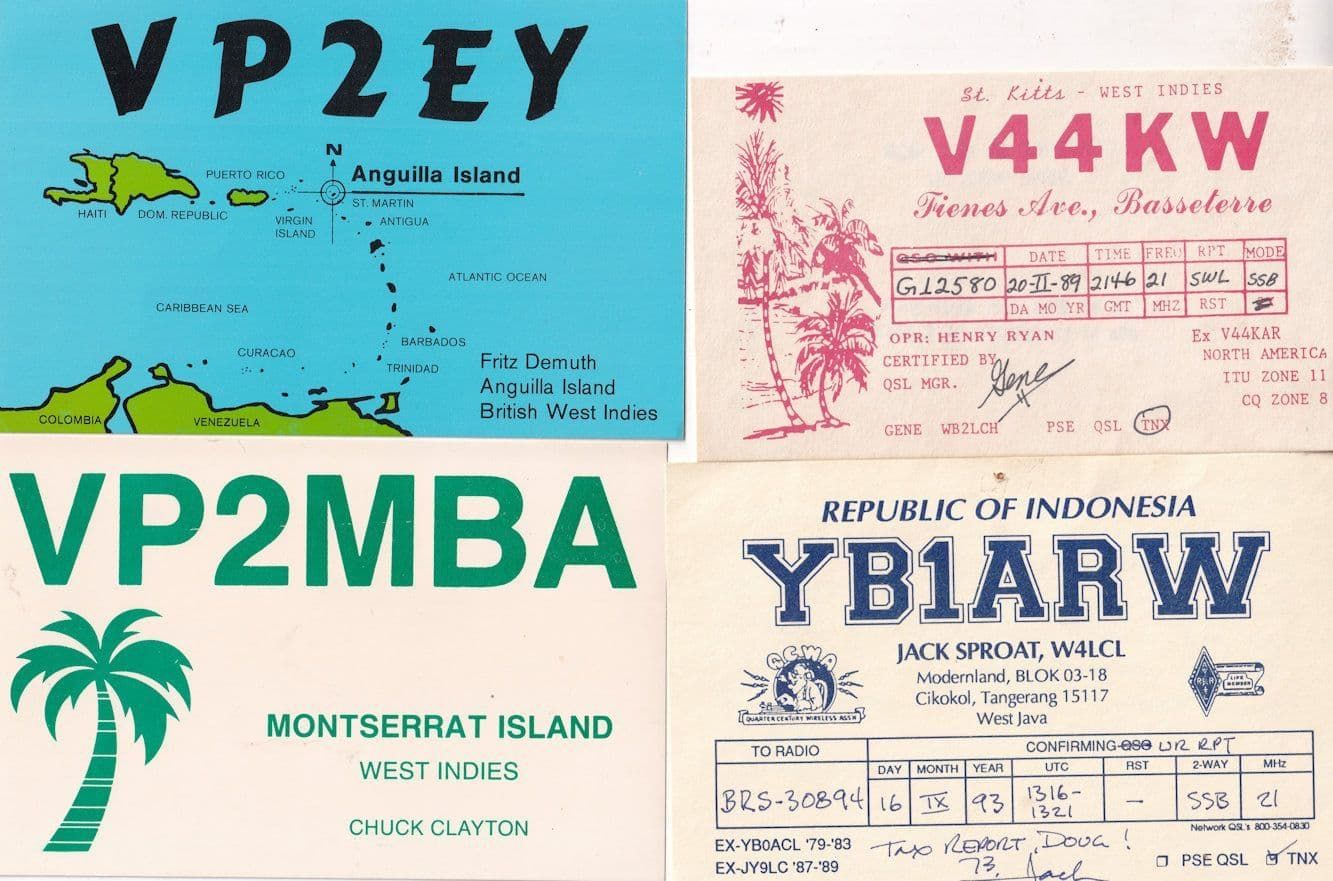 VP2EY
N
Anguilla Island
PUERTO RICO
ST. MARTIN
HAITI
DOM. REPUBLIC
VIRGIN
ISLAND
ANTIGUA
ATLANTIC OCEAN
CARIBBEAN SEA
CURACAO
BARBADOS
TRINIDAD
COLOMBIA
VENEZUELA
Fritz Demuth
Anguilla Island
British West Indies
St. Kitts - WEST INDIES
V44KW
Fienes Ave., Basseterre
QSO WITH DATE TIME FREQ RPT MODE
G12580 20-II-89 2146 21 SWL SSB
DA MO YR GMT MHZ RST
OPR: HENRY RYAN
Ex V44KAR
CERTIFIED BY
NORTH AMERICA
QSL MGR.
Gene
ITU ZONE 11
CQ ZONE 8
GENE WB2LCH PSE QSL TNX
VP2MBA
MONTSERRAT ISLAND
WEST INDIES
CHUCK CLAYTON
REPUBLIC OF INDONESIA
YB1ARW
JACK SPROAT, W4LCL
Modernland, BLOK 03-18
Cikokol, Tangerang 15117
West Java
QCWA
QUARTER CENTURY WIRELESS ASS'N
LIFE
MEMBER
TO RADIO
CONFIRMING QSO UR RPT
DAY MONTH YEAR UTC RST 2-WAY MHz
BRS-30894 16 IX 93 1316-
1321 — SSB 21
Network QSL's 800-354-0830
EX-YB0ACL '79-'83
EX-JY9LC '87-'89
TNX REPORT, DOUG!
73, Jack
PSE QSL TNX